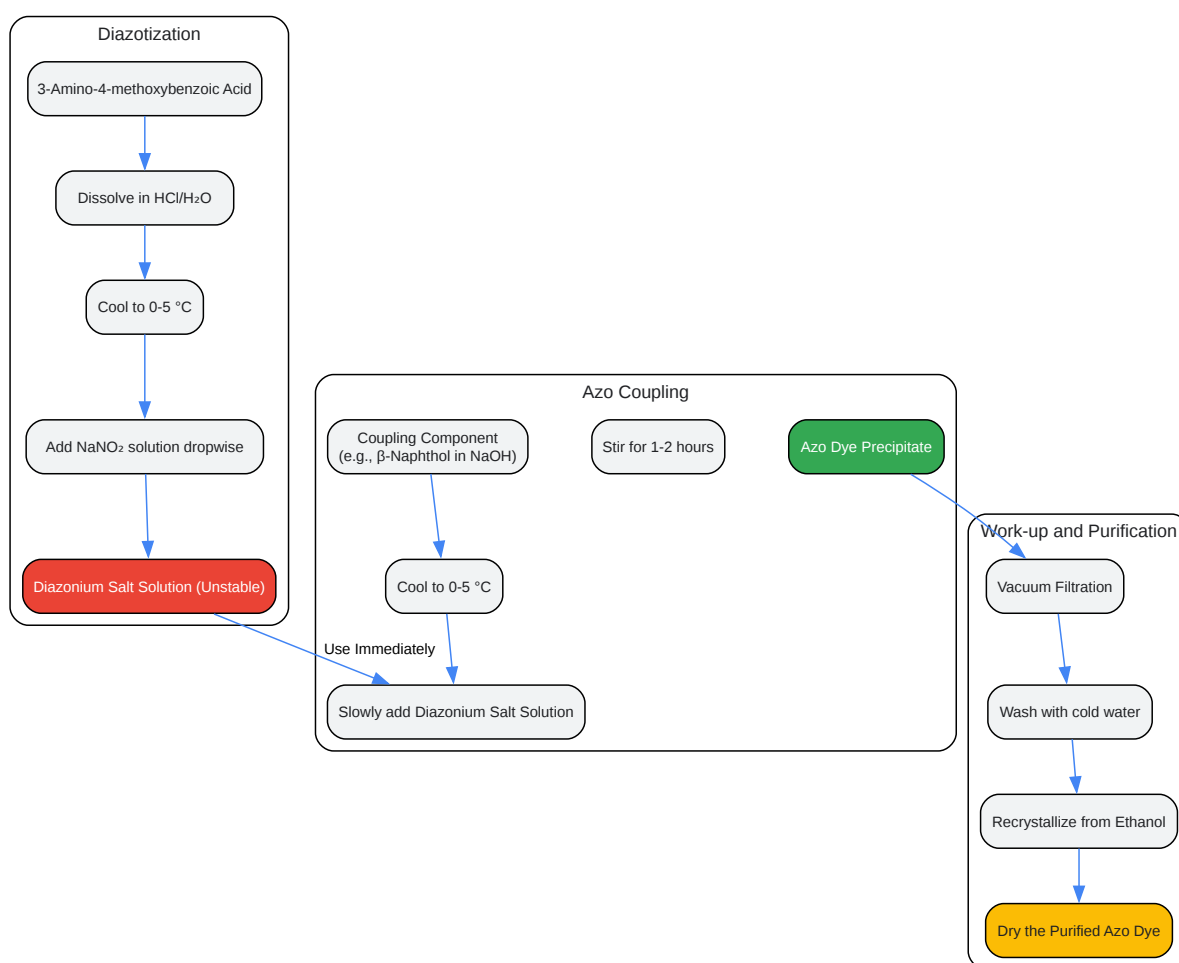 Diazotization
3-Amino-4-methoxybenzoic Acid
Dissolve in HCl/H₂O
Cool to 0-5 °C
Add NaNO₂ solution dropwise
Diazonium Salt Solution (Unstable)
Use Immediately
Azo Coupling
Coupling Component
(e.g., β-Naphthol in NaOH)
Cool to 0-5 °C
Slowly add Diazonium Salt Solution
Stir for 1-2 hours
Azo Dye Precipitate
Work-up and Purification
Vacuum Filtration
Wash with cold water
Recrystallize from Ethanol
Dry the Purified Azo Dye